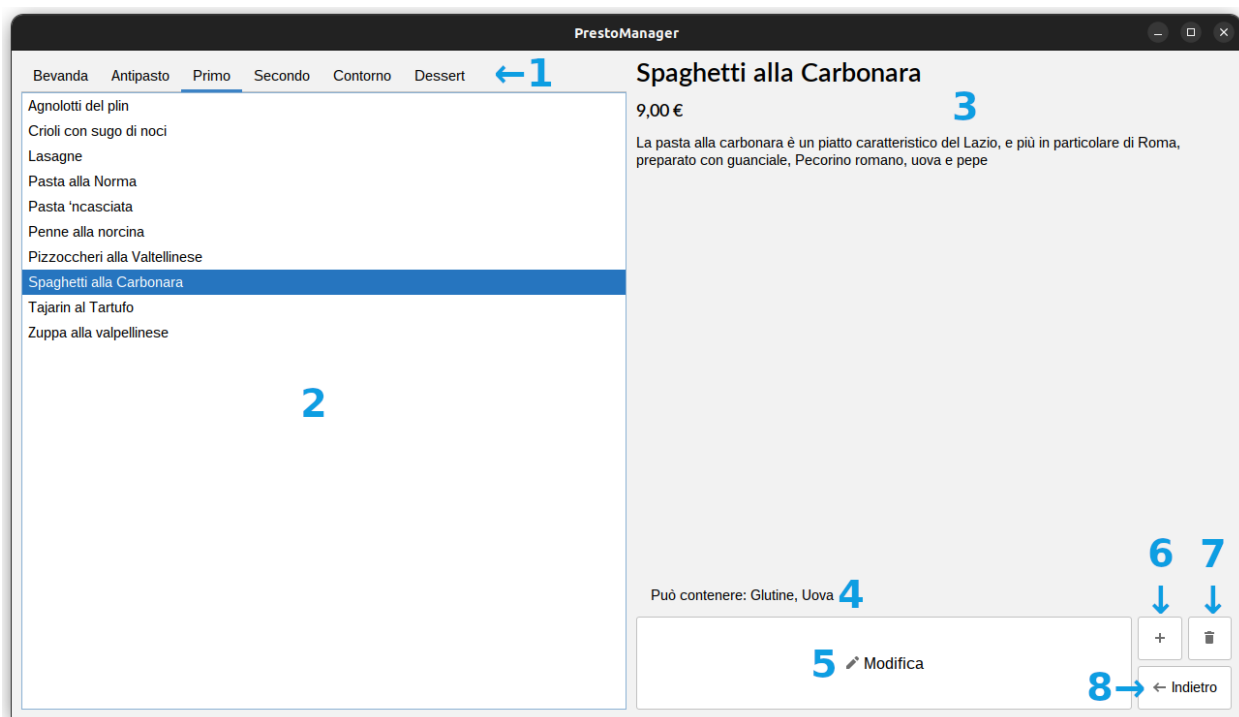 PrestoManager
Bevanda Antipasto Primo Secondo Contorno Dessert ←1
Agnolotti del plin
Crioli con sugo di noci
Lasagne
Pasta alla Norma
Pasta ‘ncasciata
Penne alla norcina
Pizzoccheri alla Valtellinese
Spaghetti alla Carbonara
Tajarin al Tartufo
Zuppa alla valpellinese
2
Spaghetti alla Carbonara
9,00 €
3
La pasta alla carbonara è un piatto caratteristico del Lazio, e più in particolare di Roma,
preparato con guanciale, Pecorino romano, uova e pepe
6 7
↓ ↓
Può contenere: Glutine, Uova 4
5 Modifica
+
8→ ← Indietro